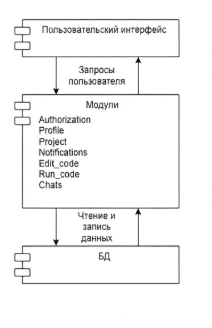 Пользовательский интерфейс
Запросы
пользователя
Модули
Authorization
Profile
Project
Notifications
Edit_code
Run_code
Chats
Чтение и
запись
данных
БД